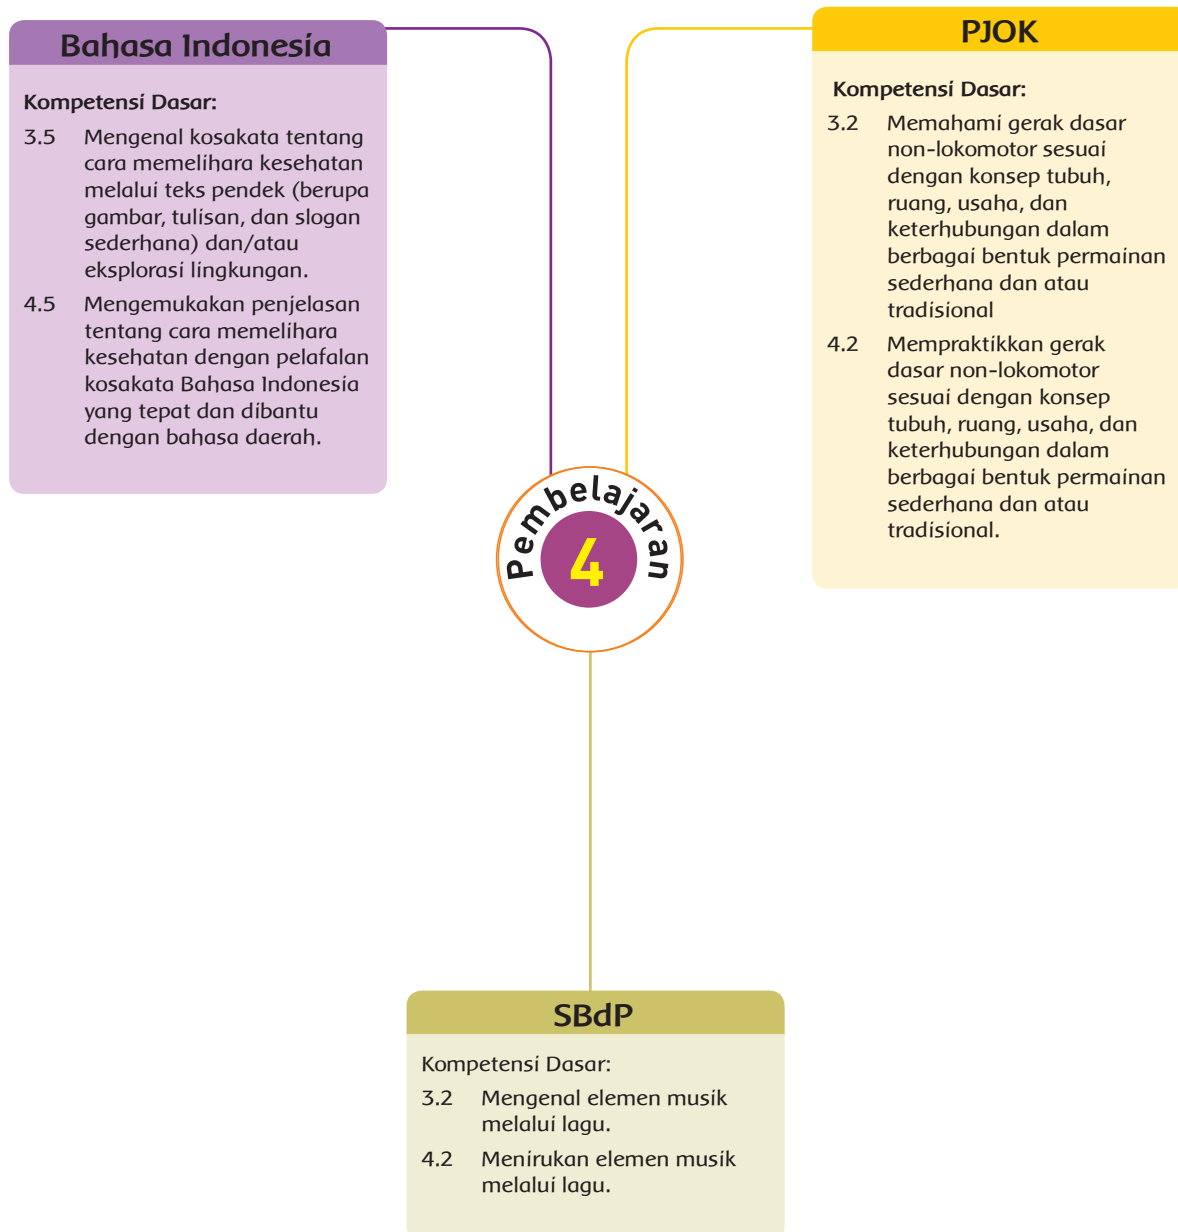 Bahasa Indonesia
Kompetensi Dasar:
3.5 Mengenal kosakata tentang
cara memelihara kesehatan
melalui teks pendek (berupa
gambar, tulisan, dan slogan
sederhana) dan/atau
eksplorasi lingkungan.
4.5 Mengemukakan penjelasan
tentang cara memelihara
kesehatan dengan pelafalan
kosakata Bahasa Indonesia
yang tepat dan dibantu
dengan bahasa daerah.
PJOK
Kompetensi Dasar:
3.2 Memahami gerak dasar
non-lokomotor sesuai
dengan konsep tubuh,
ruang, usaha, dan
keterhubungan dalam
berbagai bentuk permainan
sederhana dan atau
tradisional
4.2 Mempraktikkan gerak
dasar non-lokomotor
sesuai dengan konsep
tubuh, ruang, usaha, dan
keterhubungan dalam
berbagai bentuk permainan
sederhana dan atau
tradisional.
Pembelajaran
4
SBdP
Kompetensi Dasar:
3.2 Mengenal elemen musik
melalui lagu.
4.2 Menirukan elemen musik
melalui lagu.